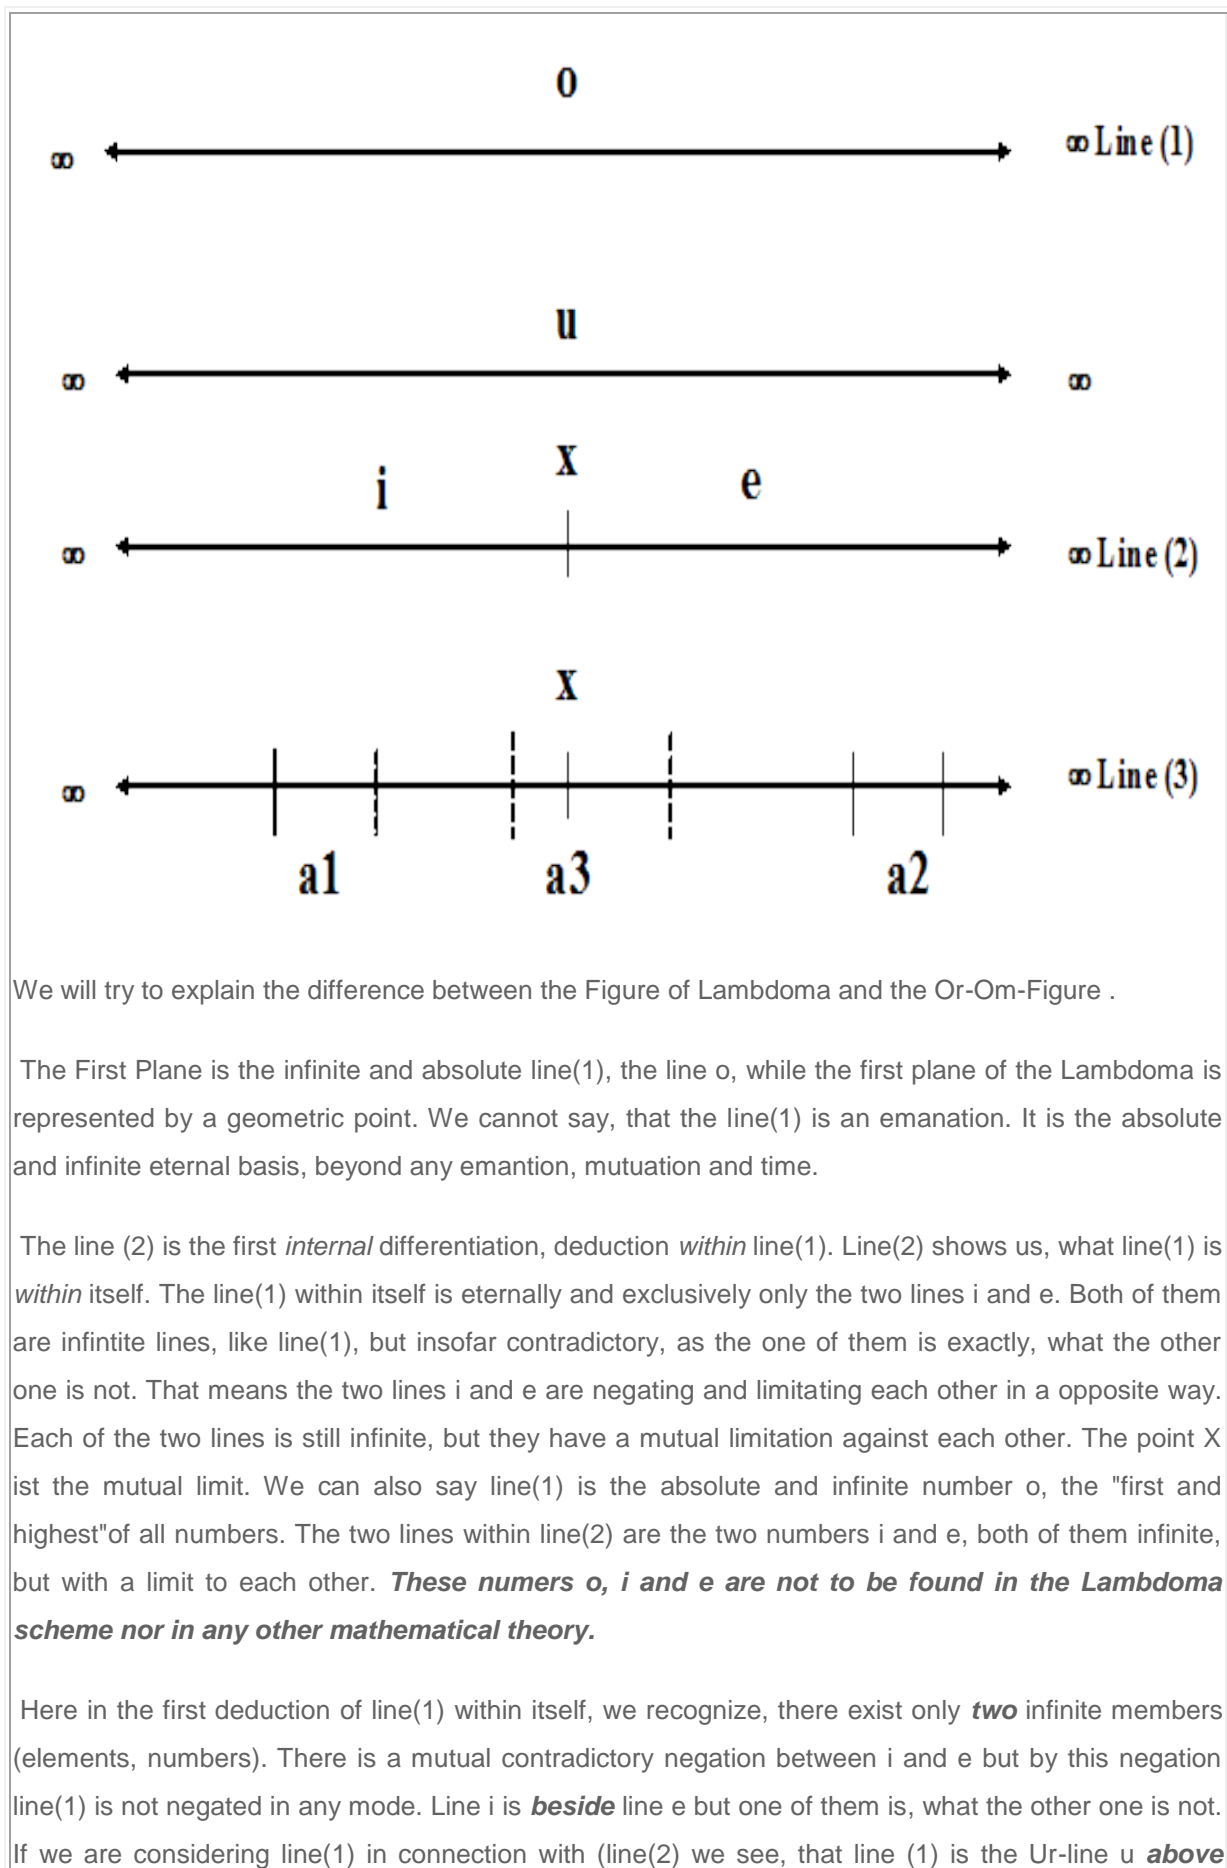 o
∞ ∞ Line (1)
u
∞ ∞
x
i e
∞ ∞ Line (2)
x
∞ ∞ Line (3)
a1 a3 a2
We will try to explain the difference between the Figure of Lambdoma and the Or-Om-Figure .
The First Plane is the infinite and absolute line(1), the line o, while the first plane of the Lambdoma is
represented by a geometric point. We cannot say, that the line(1) is an emanation. It is the absolute
and infinite eternal basis, beyond any emantion, mutuation and time.
The line (2) is the first internal differentiation, deduction within line(1). Line(2) shows us, what line(1) is
within itself. The line(1) within itself is eternally and exclusively only the two lines i and e. Both of them
are infintite lines, like line(1), but insofar contradictory, as the one of them is exactly, what the other
one is not. That means the two lines i and e are negating and limitating each other in a opposite way.
Each of the two lines is still infinite, but they have a mutual limitation against each other. The point X
ist the mutual limit. We can also say line(1) is the absolute and infinite number o, the "first and
highest"of all numbers. The two lines within line(2) are the two numbers i and e, both of them infinite,
but with a limit to each other. These numers o, i and e are not to be found in the Lambdoma
scheme nor in any other mathematical theory.
Here in the first deduction of line(1) within itself, we recognize, there exist only two infinite members
(elements, numbers). There is a mutual contradictory negation between i and e but by this negation
line(1) is not negated in any mode. Line i is beside line e but one of them is, what the other one is not.
If we are considering line(1) in connection with (line(2) we see, that line (1) is the Ur-line u above